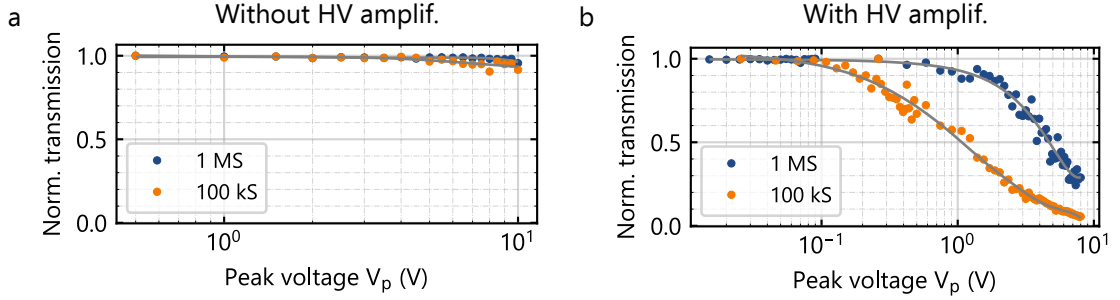 a
Without HV amplif.
Norm. transmission
1.0
0.5
0.0
1 MS
100 kS
10⁰
10¹
Peak voltage Vₚ (V)
b
With HV amplif.
Norm. transmission
1.0
0.5
0.0
1 MS
100 kS
10⁻¹
10⁰
10¹
Peak voltage Vₚ (V)